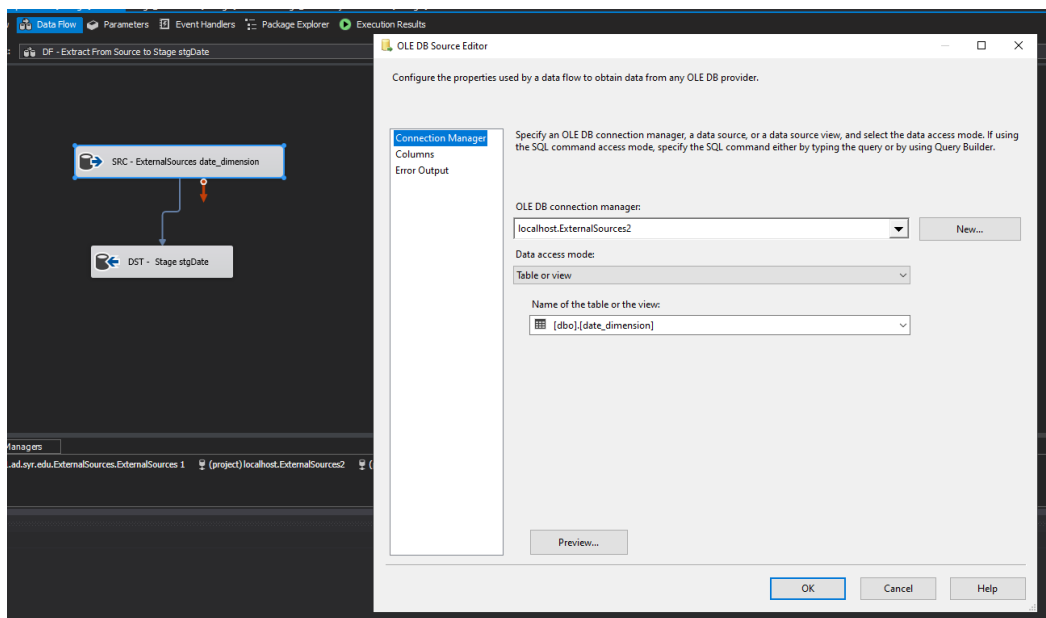 Data Flow Parameters Event Handlers Package Explorer Execution Results
DF - Extract From Source to Stage stgDate
OLE DB Source Editor
Configure the properties used by a data flow to obtain data from any OLE DB provider.
Connection Manager
Columns
Error Output
Specify an OLE DB connection manager, a data source, or a data source view, and select the data access mode. If using
the SQL command access mode, specify the SQL command either by typing the query or by using Query Builder.
OLE DB connection manager:
localhost.ExternalSources2
New...
Data access mode:
Table or view
Name of the table or the view:
[dbo].[date_dimension]
Preview...
OK Cancel Help
SRC - ExternalSources date_dimension
DST - Stage stgDate
Managers
.ad.syr.edu.ExternalSources.ExternalSources 1 (project) localhost.ExternalSources2 (